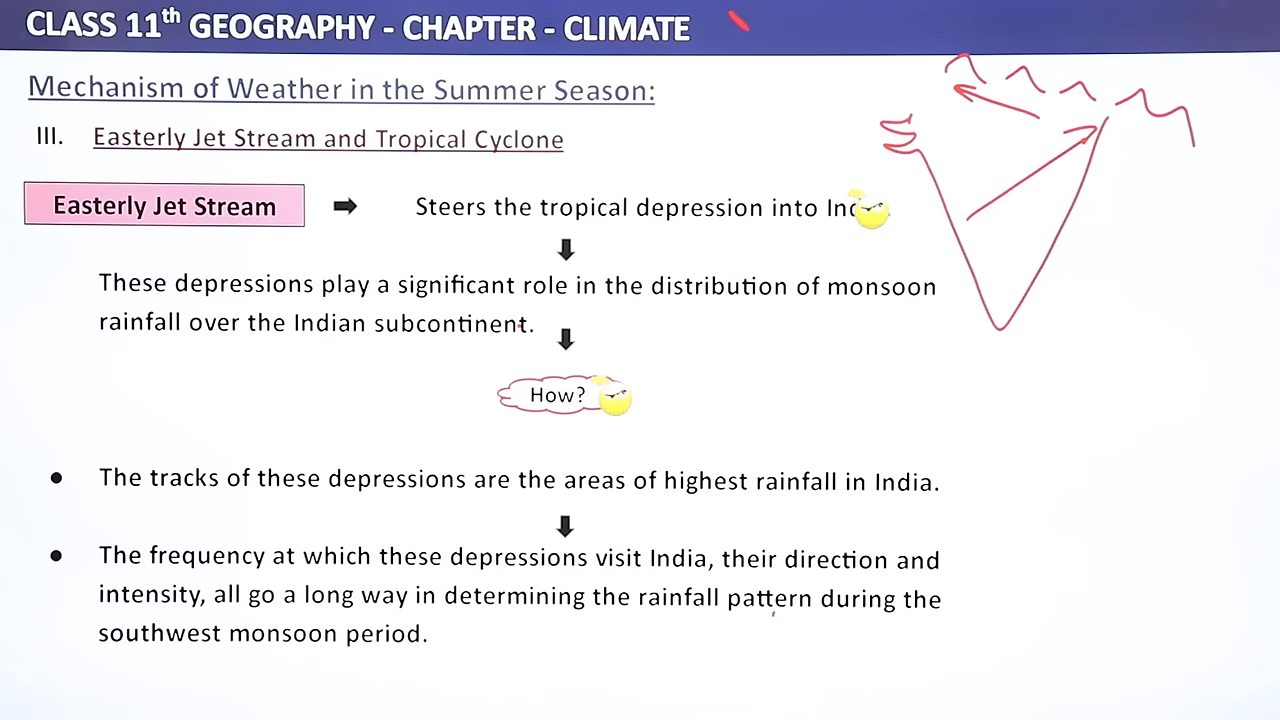 CLASS 11th GEOGRAPHY - CHAPTER - CLIMATE
Mechanism of Weather in the Summer Season:
III. Easterly Jet Stream and Tropical Cyclone
Easterly Jet Stream ➡ Steers the tropical depression into
These depressions play a significant role in the distribution of monsoon
rainfall over the Indian subcontinent.
How?
● The tracks of these depressions are the areas of highest rainfall in India.
● The frequency at which these depressions visit India, their direction and
intensity, all go a long way in determining the rainfall pattern during the
southwest monsoon period.